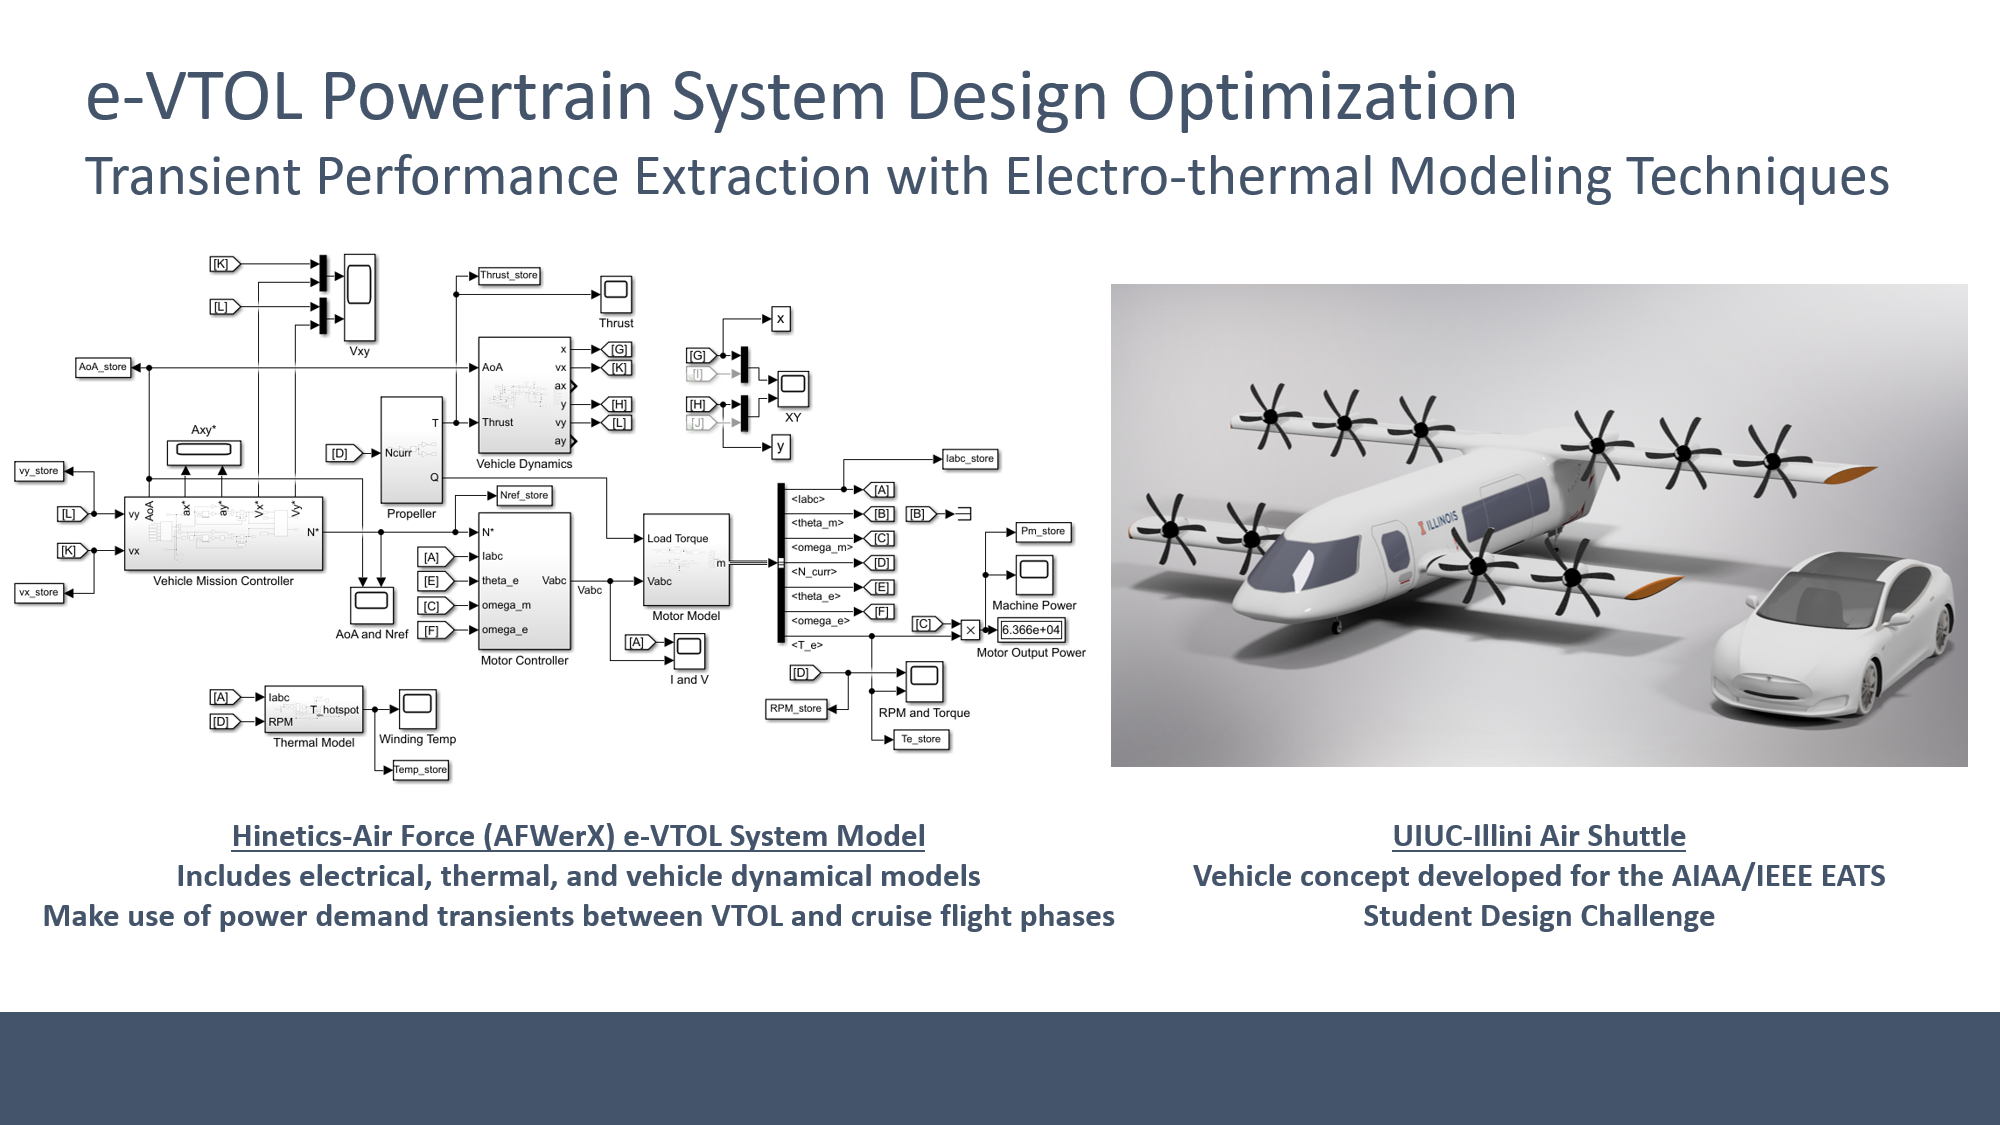 e-VTOL Powertrain System Design Optimization
Transient Performance Extraction with Electro-thermal Modeling Techniques
[K]
[L]
Vxy
Thrust_store
Thrust
AoA_store
AoA
Thrust
x
vx
ax
y
vy
ay
[G]
[K]
[H]
[L]
Vehicle Dynamics
[G]
[I]
[H]
[J]
x
XY
y
Axy*
[D]
Ncurr
T
Q
Propeller
Nref_store
vy_store
[L]
[K]
vx_store
vy
vx
AoA
ax*
ay*
Vx*
Vy*
N*
Vehicle Mission Controller
AoA and Nref
[A]
[E]
[C]
[F]
N*
Iabc
theta_e
omega_m
omega_e
Vabc
Motor Controller
Vabc
Load Torque
Vabc
m
Motor Model
[A]
I and V
Iabc_store
<Iabc>
<theta_m>
<omega_m>
<N_curr>
<theta_e>
<omega_e>
<T_e>
[A]
[B]
[C]
[D]
[E]
[F]
[B]
Pm_store
Machine Power
[C]
×
6.366e+04
Motor Output Power
[D]
RPM_store
RPM and Torque
Te_store
[A]
[D]
Iabc
RPM
T_hotspot
Thermal Model
Winding Temp
Temp_store
ILLINOIS
Hinetics-Air Force (AFWerX) e-VTOL System Model
Includes electrical, thermal, and vehicle dynamical models
Make use of power demand transients between VTOL and cruise flight phases
UIUC-Illini Air Shuttle
Vehicle concept developed for the AIAA/IEEE EATS
Student Design Challenge